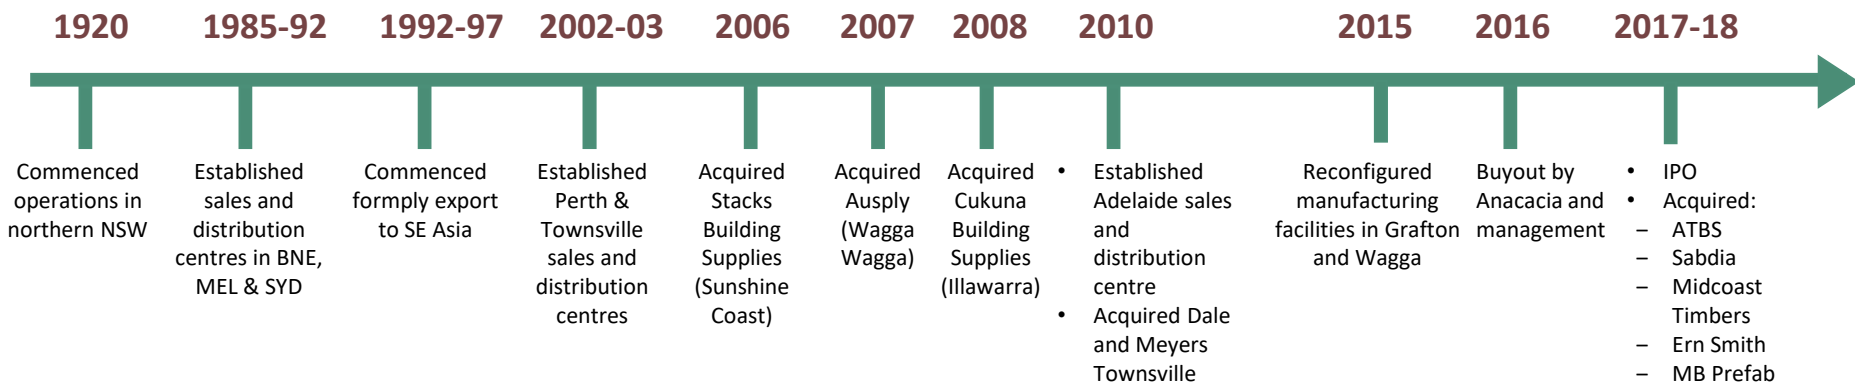 1920
1985-92
1992-97
2002-03
2006
2007
2008
2010
2015
2016
2017-18
Commenced
operations in
northern NSW
Established
sales and
distribution
centres in BNE,
MEL & SYD
Commenced
formply export
to SE Asia
Established
Perth &
Townsville
sales and
distribution
centres
Acquired
Stacks
Building
Supplies
(Sunshine
Coast)
Acquired
Ausply
(Wagga
Wagga)
Acquired
Cukuna
Building
Supplies
(Illawarra)
• Established
Adelaide sales
and
distribution
centre
• Acquired Dale
and Meyers
Townsville
Reconfigured
manufacturing
facilities in Grafton
and Wagga
Buyout by
Anacacia and
management
• IPO
• Acquired:
– ATBS
– Sabdia
– Midcoast
Timbers
– Ern Smith
– MB Prefab